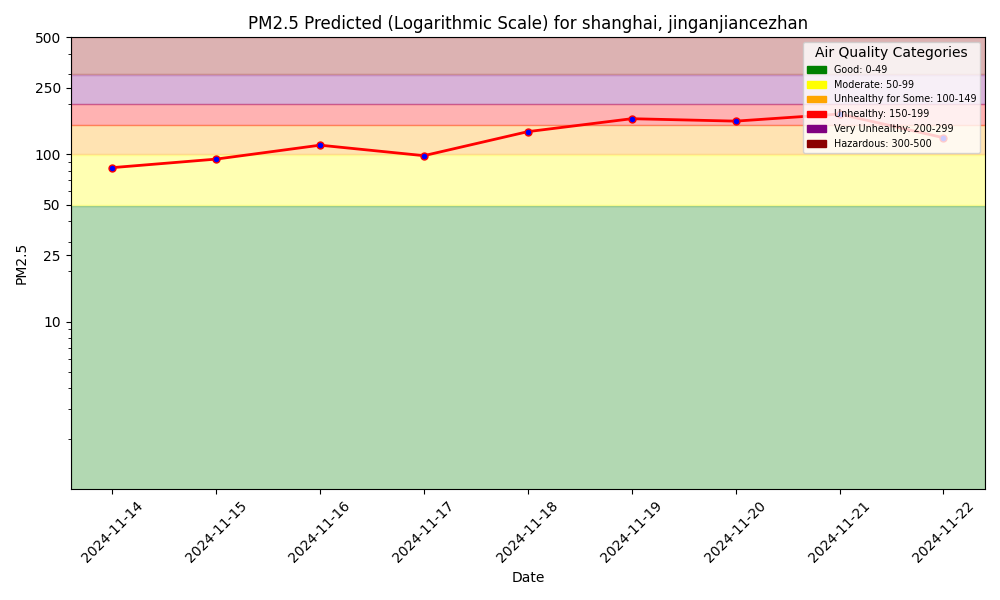 PM2.5 Predicted (Logarithmic Scale) for shanghai, jinganjiancezhan
Air Quality Categories
Good: 0-49
Moderate: 50-99
Unhealthy for Some: 100-149
Unhealthy: 150-199
Very Unhealthy: 200-299
Hazardous: 300-500
500
250
100
50
25
10
PM2.5
2024-11-14
2024-11-15
2024-11-16
2024-11-17
2024-11-18
2024-11-19
2024-11-20
2024-11-21
2024-11-22
Date